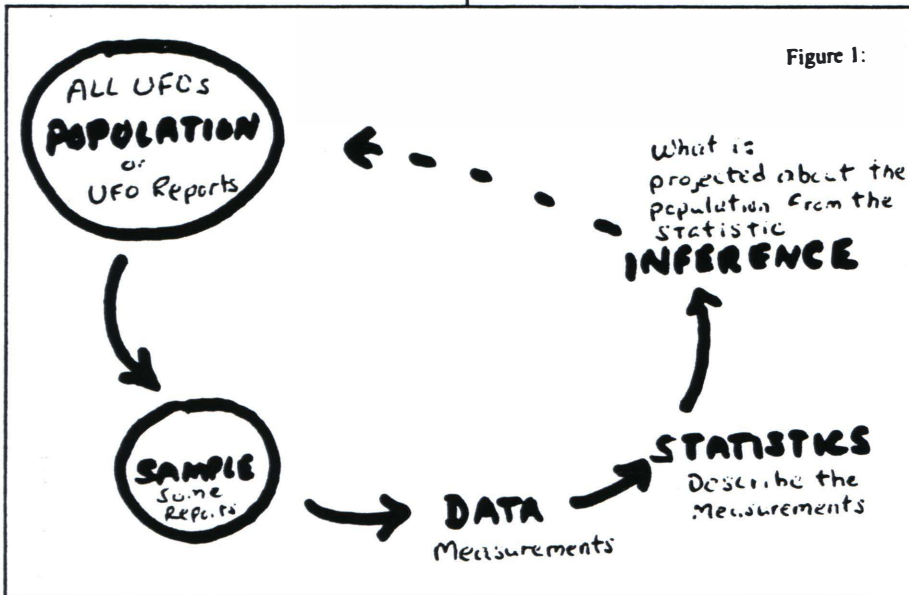 Figure 1:
ALL UFOs
POPULATION
or
UFO Reports
What is
projected about the
population from the
STatistic
INFERENCE
SAMPLE
Some
Reports
DATA
Measurements
STATISTICS
Describe the
Measurements